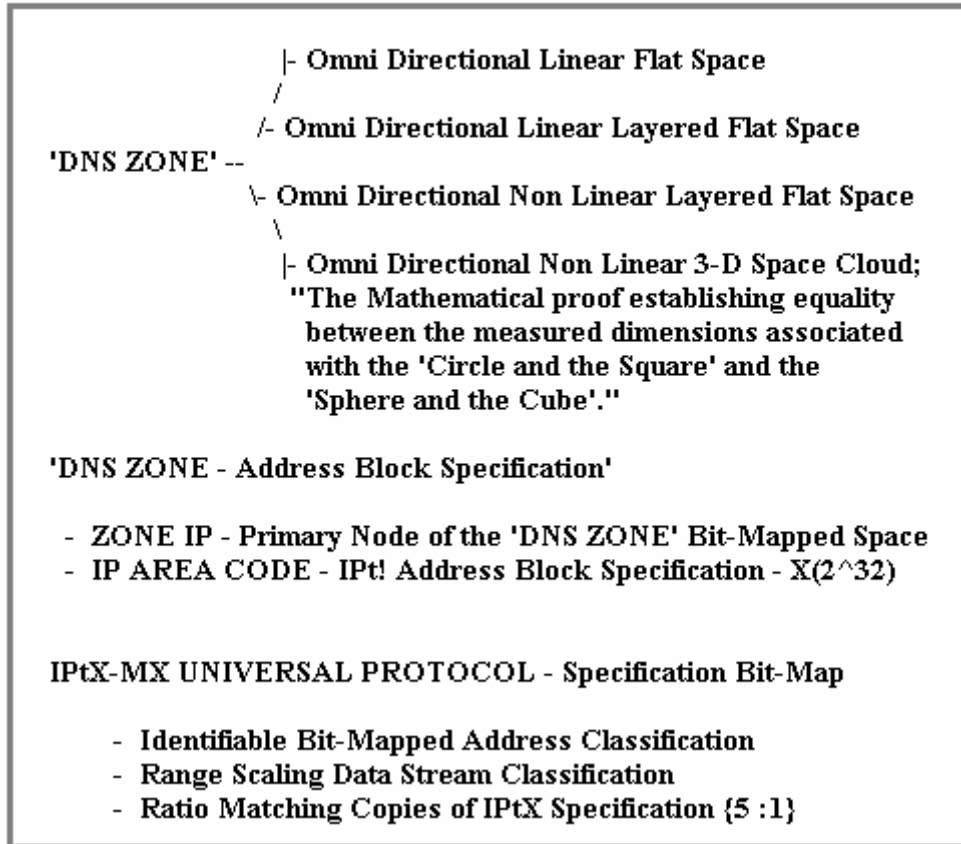 |- Omni Directional Linear Flat Space
/
/- Omni Directional Linear Layered Flat Space
'DNS ZONE' --
\- Omni Directional Non Linear Layered Flat Space
\
|- Omni Directional Non Linear 3-D Space Cloud;
"The Mathematical proof establishing equality
between the measured dimensions associated
with the 'Circle and the Square' and the
'Sphere and the Cube'."
'DNS ZONE - Address Block Specification'
- ZONE IP - Primary Node of the 'DNS ZONE' Bit-Mapped Space
- IP AREA CODE - IPt! Address Block Specification - X(2^32)
IPtX-MX UNIVERSAL PROTOCOL - Specification Bit-Map
- Identifiable Bit-Mapped Address Classification
- Range Scaling Data Stream Classification
- Ratio Matching Copies of IPtX Specification {5 :1}